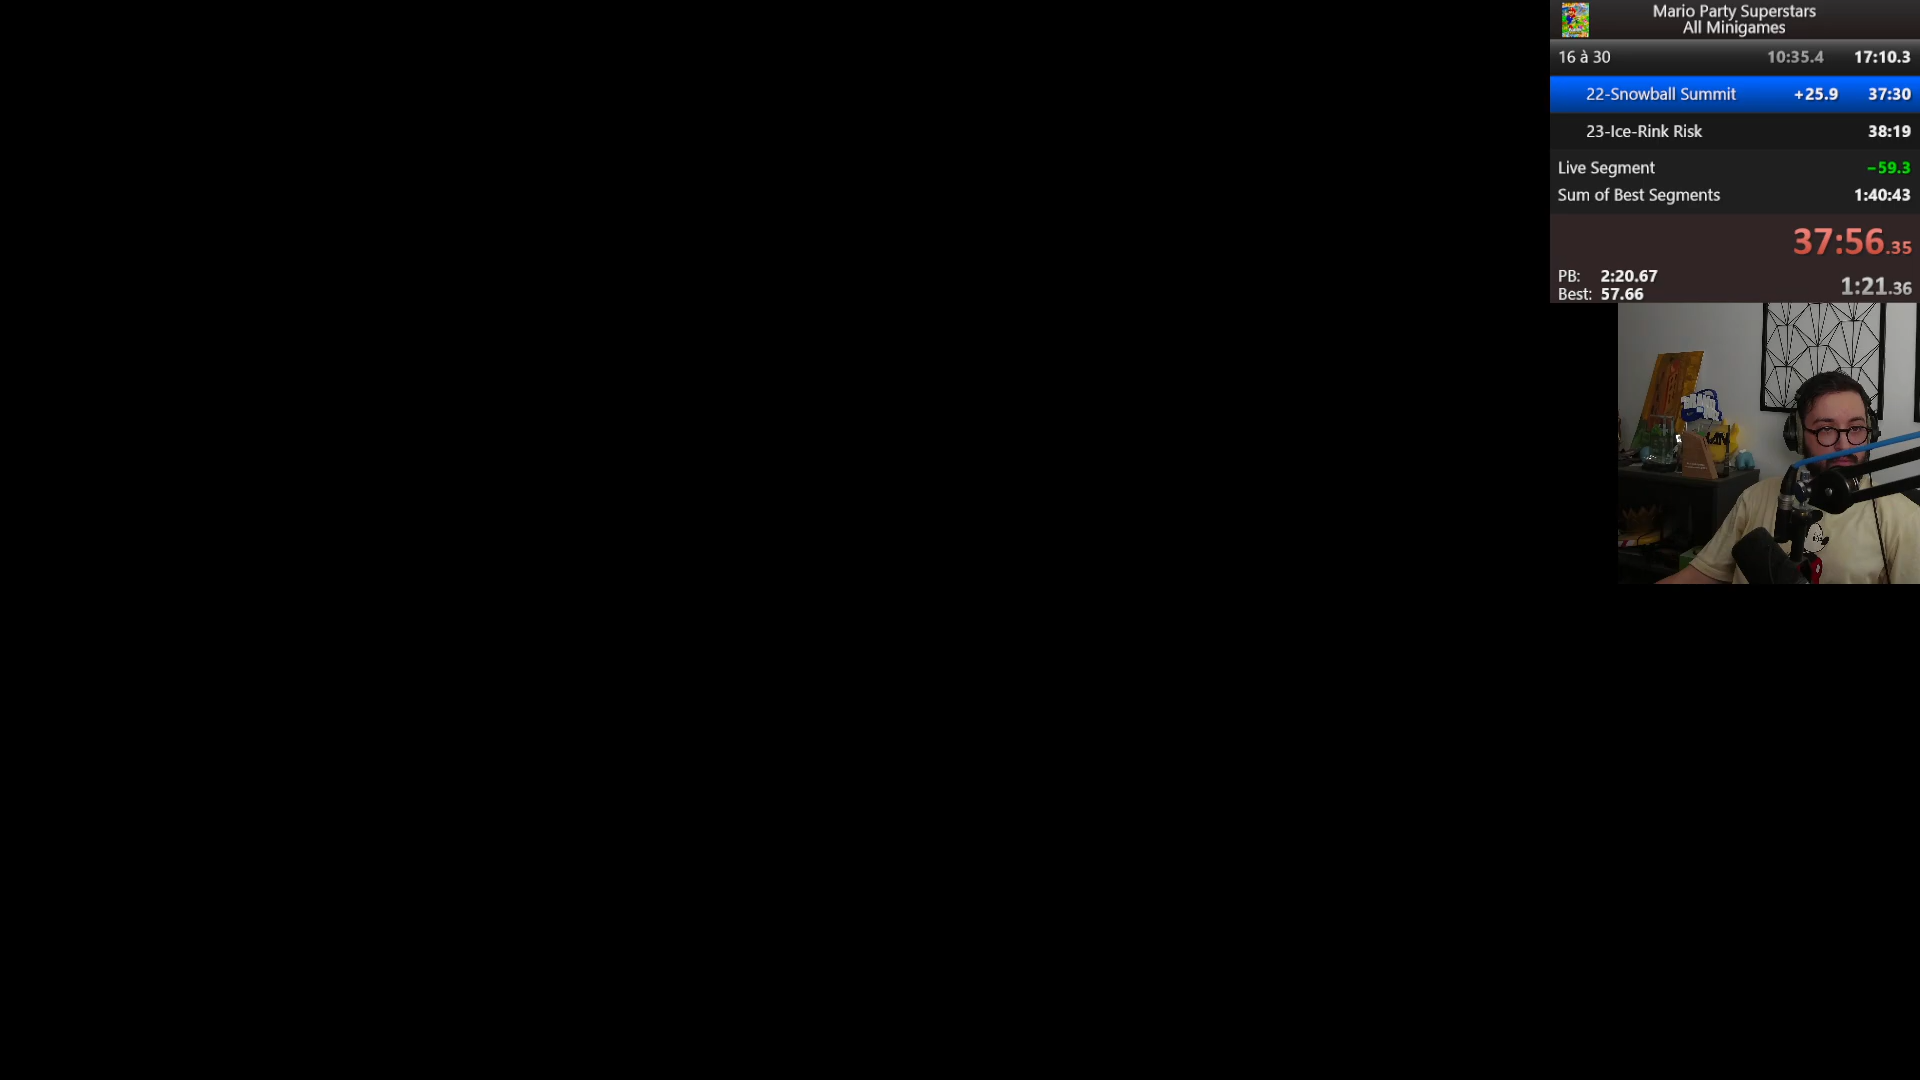 Mario Party Superstars
All Minigames
16 à 30 10:35.4 17:10.3
22-Snowball Summit +25.9 37:30
23-Ice-Rink Risk 38:19
Live Segment -59.3
Sum of Best Segments 1:40:43
37:56.35
PB: 2:20.67
Best: 57.66
1:21.36